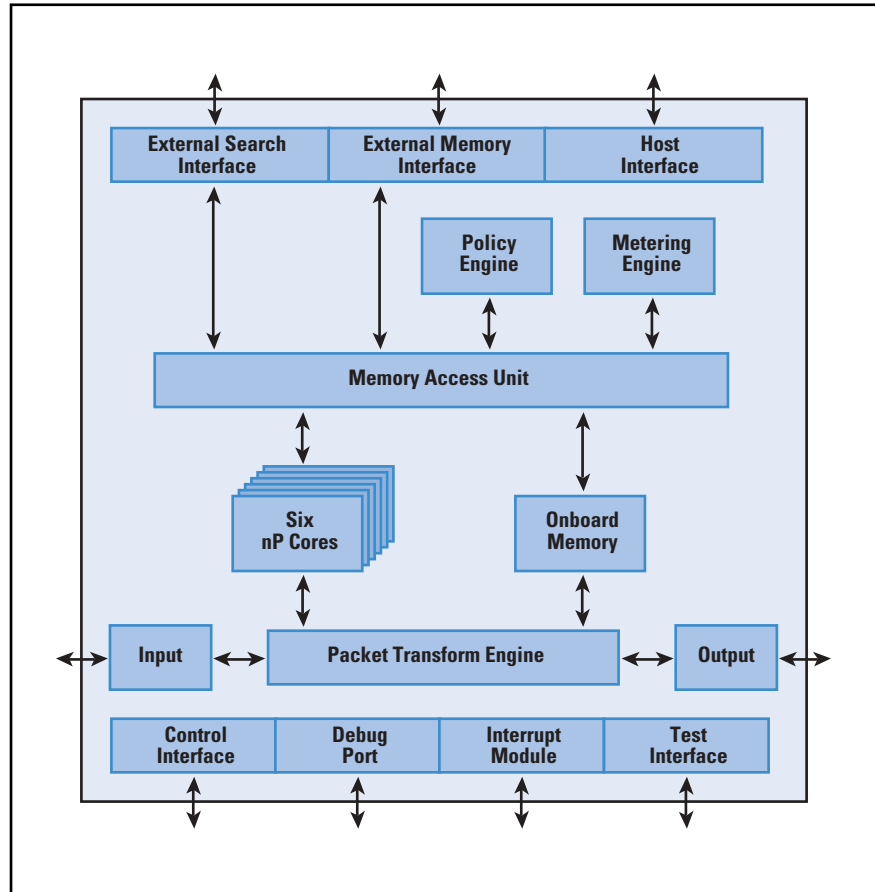 External Search
Interface
External Memory
Interface
Host
Interface
Policy
Engine
Metering
Engine
Memory Access Unit
Six
nP Cores
Onboard
Memory
Input
Packet Transform Engine
Output
Control
Interface
Debug
Port
Interrupt
Module
Test
Interface